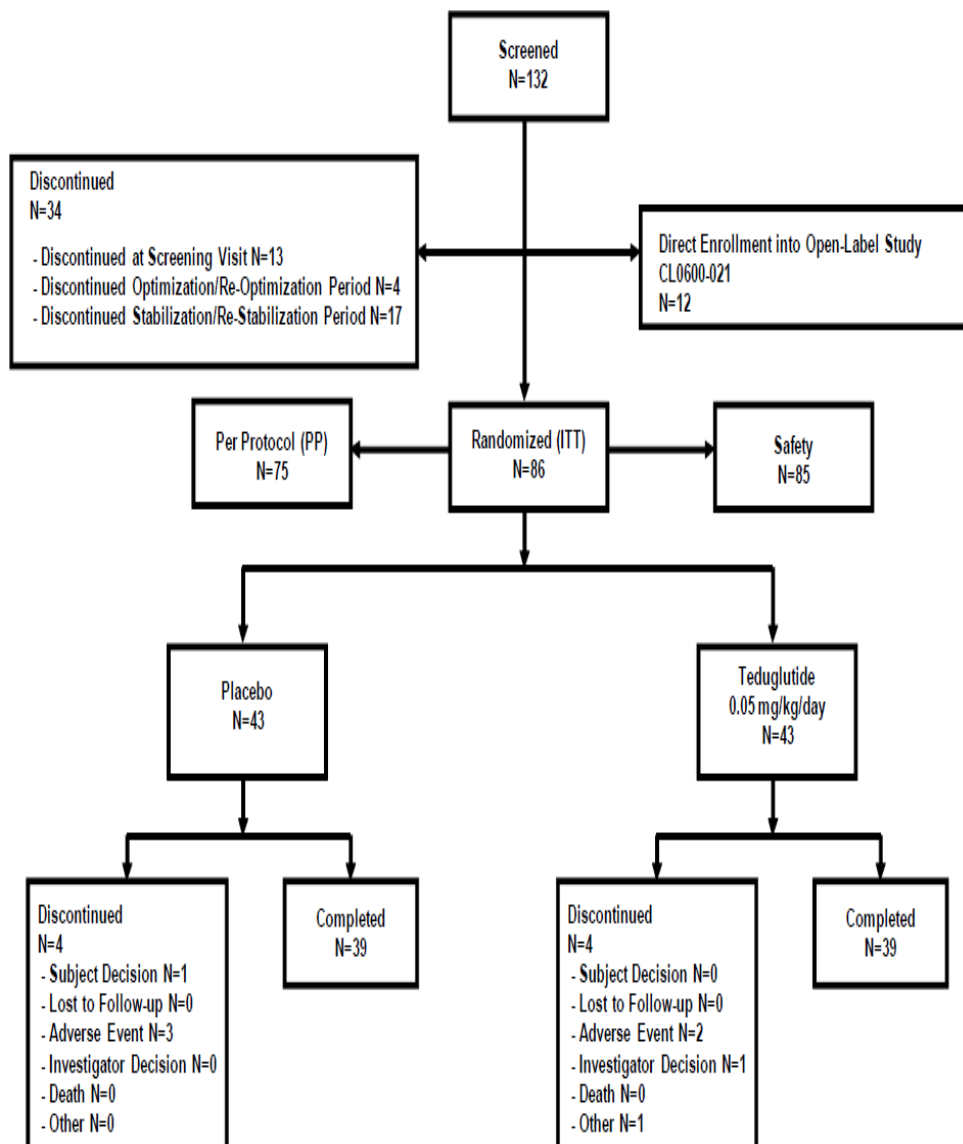 Screened
N=132
Discontinued
N=34
- Discontinued at Screening Visit N=13
- Discontinued Optimization/Re-Optimization Period N=4
- Discontinued Stabilization/Re-Stabilization Period N=17
Direct Enrollment into Open-Label Study
CL0600-021
N=12
Per Protocol (PP)
N=75
Randomized (ITT)
N=86
Safety
N=85
Placebo
N=43
Teduglutide
0.05 mg/kg/day
N=43
Discontinued
N=4
- Subject Decision N=1
- Lost to Follow-up N=0
- Adverse Event N=3
- Investigator Decision N=0
- Death N=0
- Other N=0
Completed
N=39
Discontinued
N=4
- Subject Decision N=0
- Lost to Follow-up N=0
- Adverse Event N=2
- Investigator Decision N=1
- Death N=0
- Other N=1
Completed
N=39